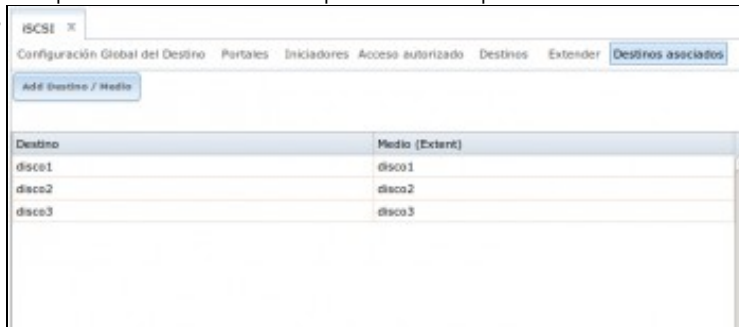 iSCSI
Configuración Global del Destino Portales Iniciadores Acceso autorizado Destinos Extender Destinos asociados
Add Destino / Medio
Destino Medio (Extent)
disco1 disco1
disco2 disco2
disco3 disco3